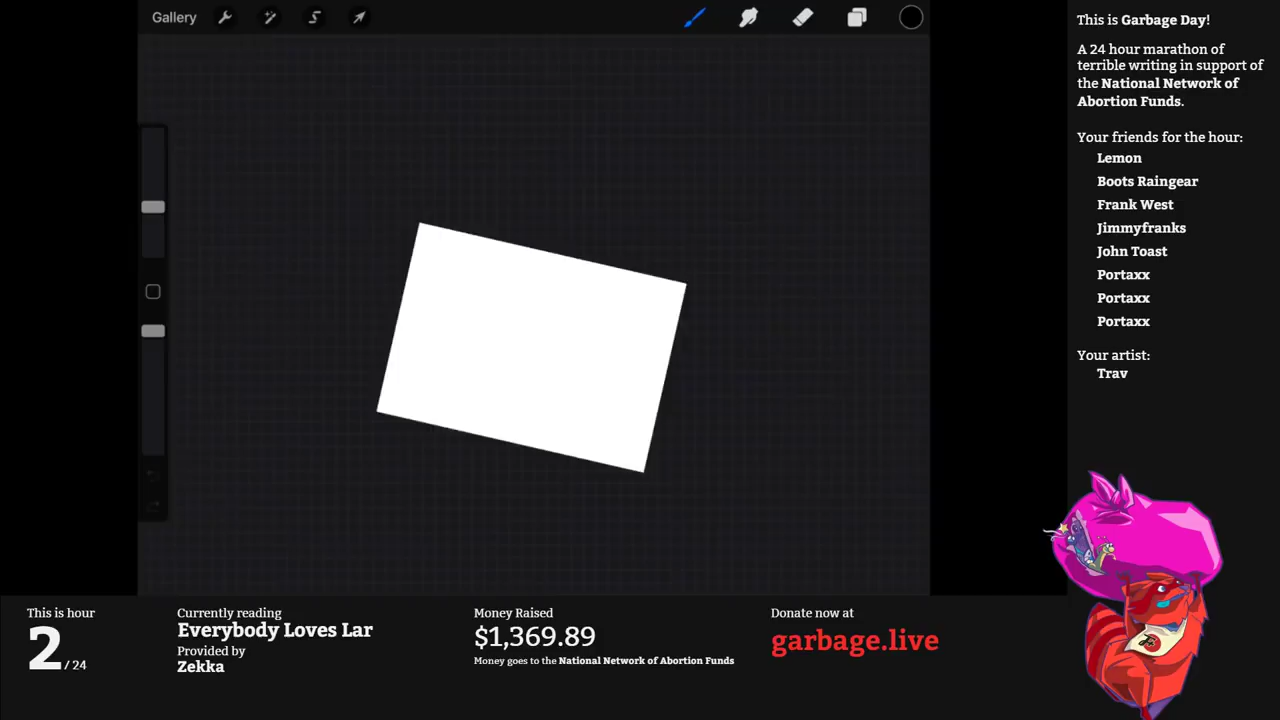 Gallery
This is Garbage Day!
A 24 hour marathon of
terrible writing in support of
the National Network of
Abortion Funds.
Your friends for the hour:
Lemon
Boots Raingear
Frank West
Jimmyfranks
John Toast
Portaxx
Portaxx
Portaxx
Your artist:
Trav
This is hour
2 / 24
Currently reading
Everybody Loves Lar
Provided by
Zekka
Money Raised
$1,369.89
Money goes to the National Network of Abortion Funds
Donate now at
garbage.live